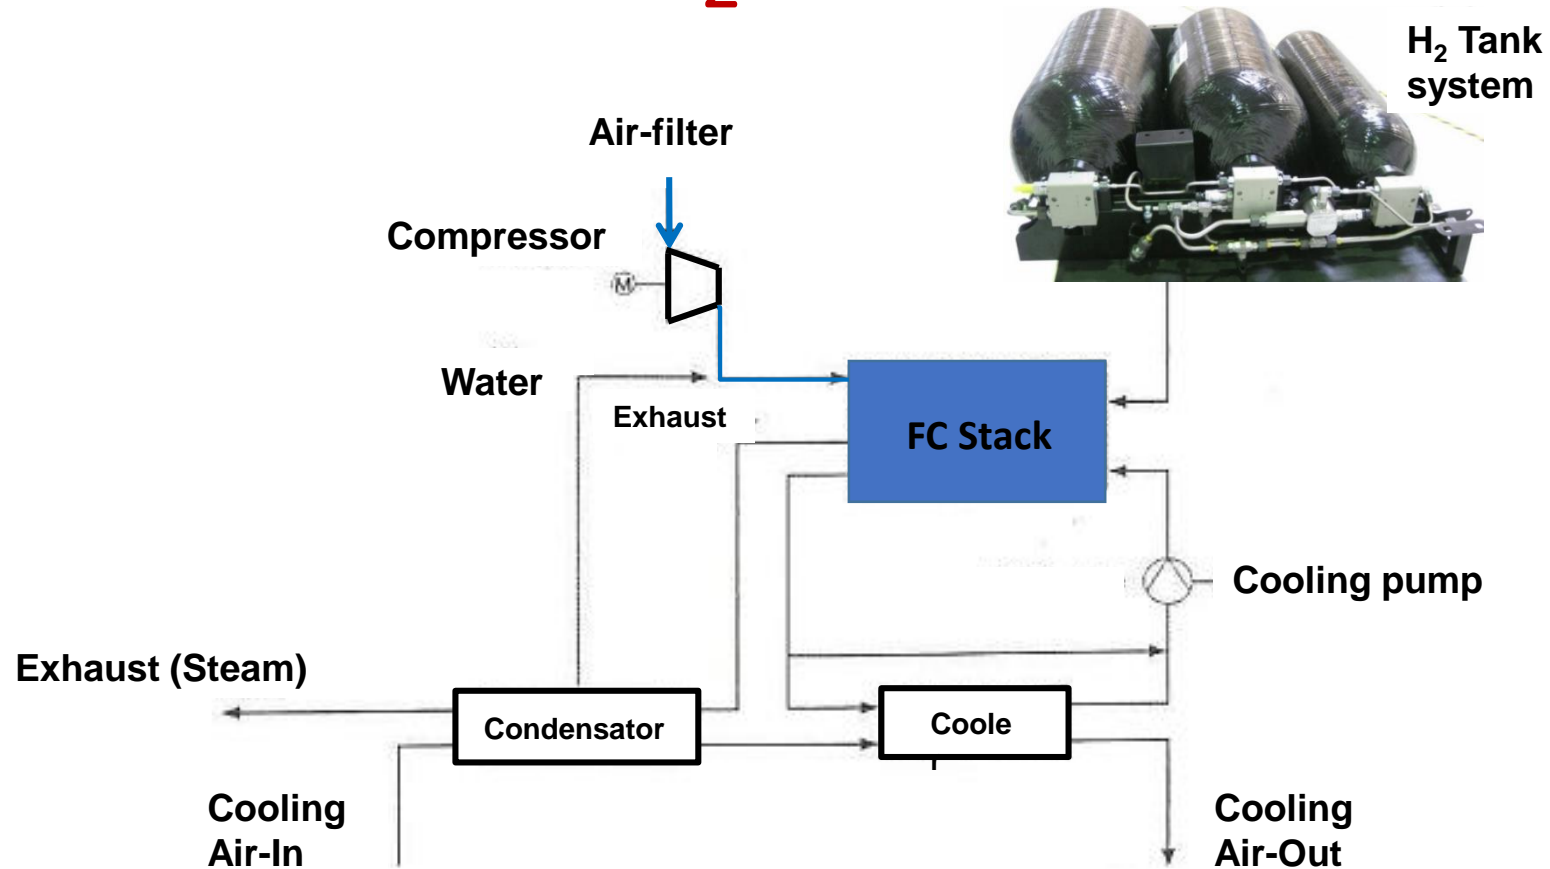 H2 Tank
system
Air-filter
Compressor
M
Water
Exhaust
FC Stack
Cooling pump
Exhaust (Steam)
Condensator
Coole
Cooling
Air-In
Cooling
Air-Out